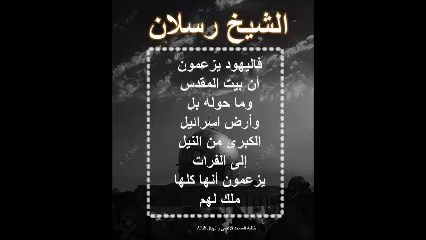 الشيخ رسلان
فاليهود يزعمون
أن بيت المقدس
وما حوله بل
وأرض اسرائيل
الكبرى من النيل
إلى الفرات
يزعمون أنها كلها
ملك لهم